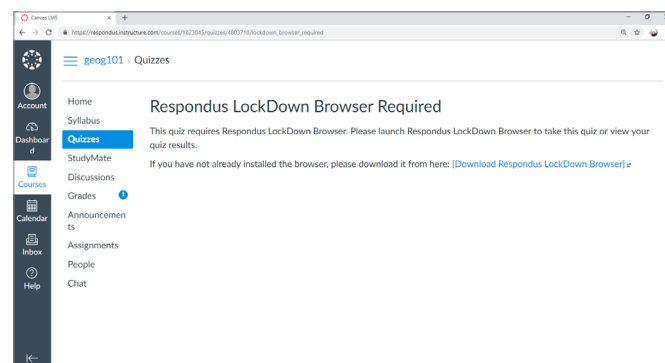 Canvas LMS
https://respondus.instructure.com/courses/1823845/quizzes/4803718/lockdown_browser_required
geog101 › Quizzes
Account
Dashboar
d
Courses
Calendar
Inbox
Help
Home
Syllabus
Quizzes
StudyMate
Discussions
Grades 1
Announcemen
ts
Assignments
People
Chat
Respondus LockDown Browser Required
This quiz requires Respondus LockDown Browser. Please launch Respondus LockDown Browser to take this quiz or view your
quiz results.
If you have not already installed the browser, please download it from here: [Download Respondus LockDown Browser]